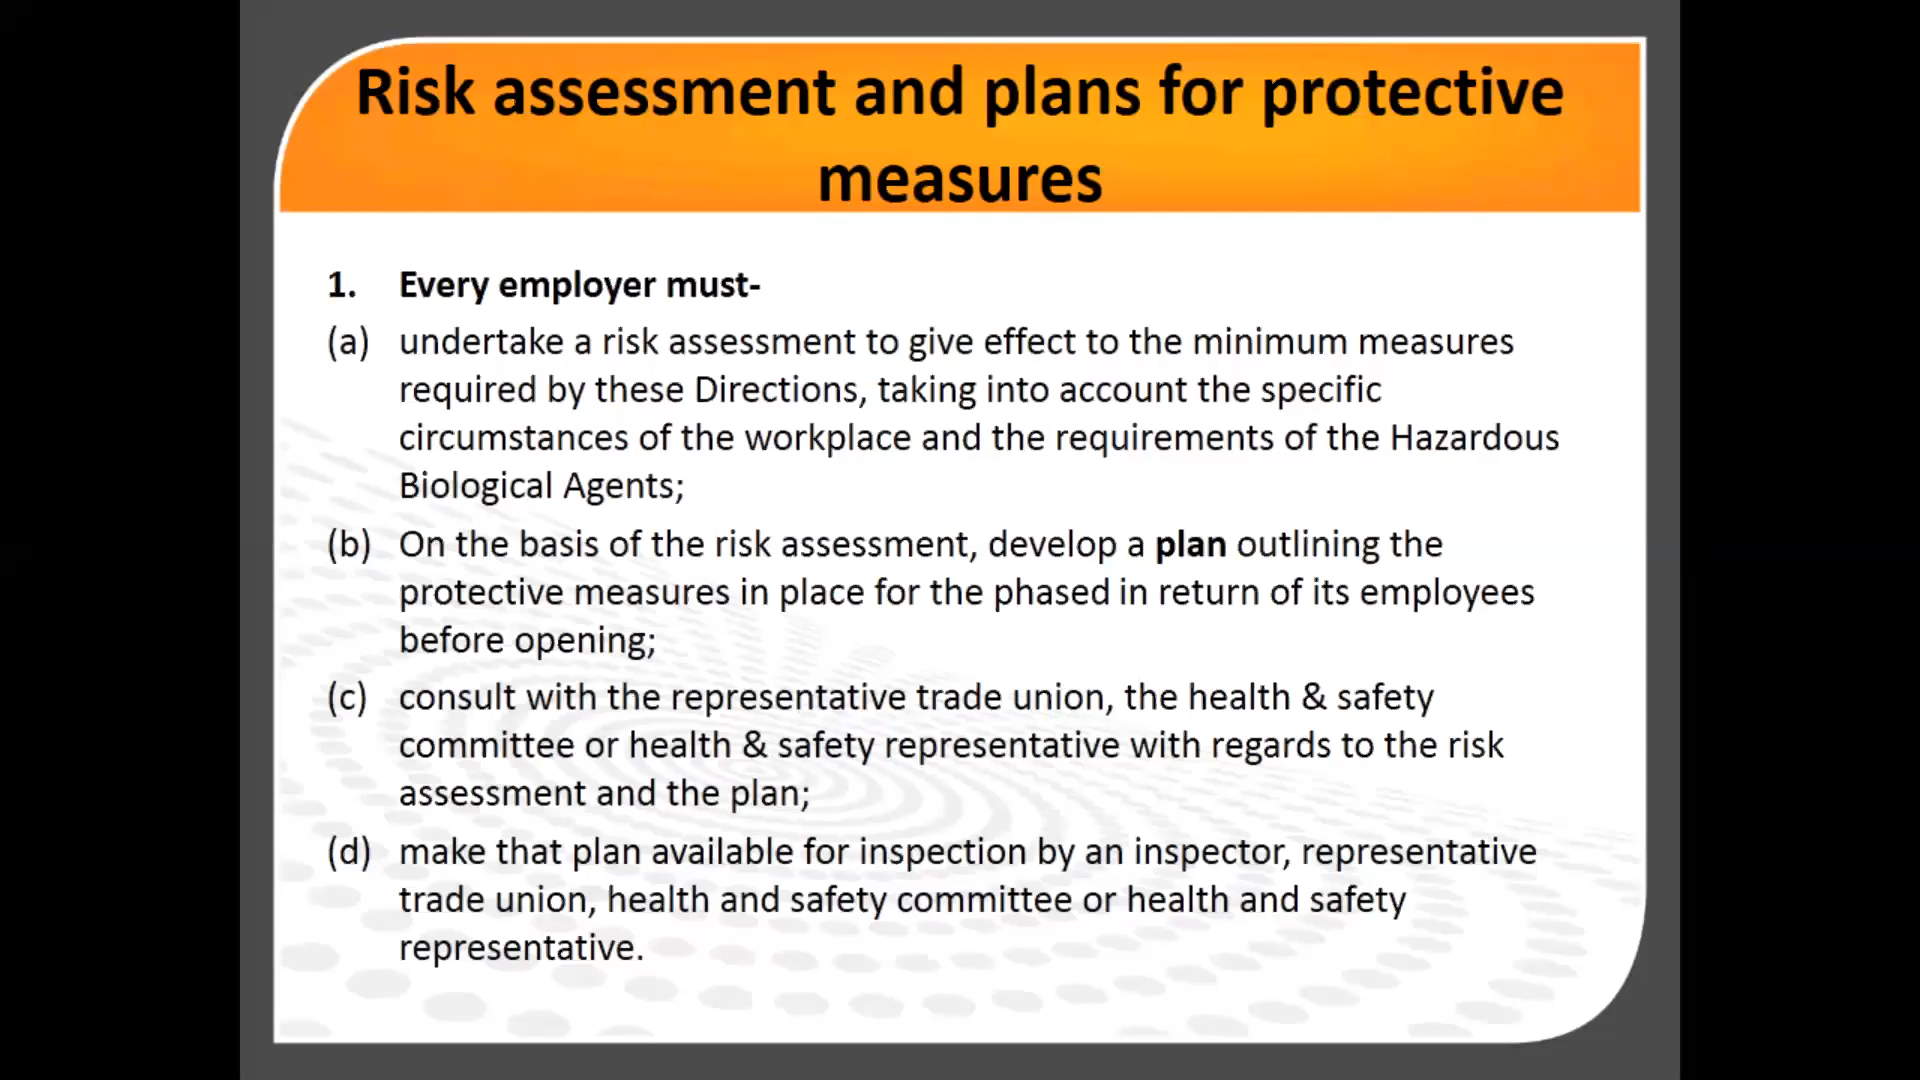 Risk assessment and plans for protective
measures
1. Every employer must-
(a) undertake a risk assessment to give effect to the minimum measures
required by these Directions, taking into account the specific
circumstances of the workplace and the requirements of the Hazardous
Biological Agents;
(b) On the basis of the risk assessment, develop a plan outlining the
protective measures in place for the phased in return of its employees
before opening;
(c) consult with the representative trade union, the health & safety
committee or health & safety representative with regards to the risk
assessment and the plan;
(d) make that plan available for inspection by an inspector, representative
trade union, health and safety committee or health and safety
representative.